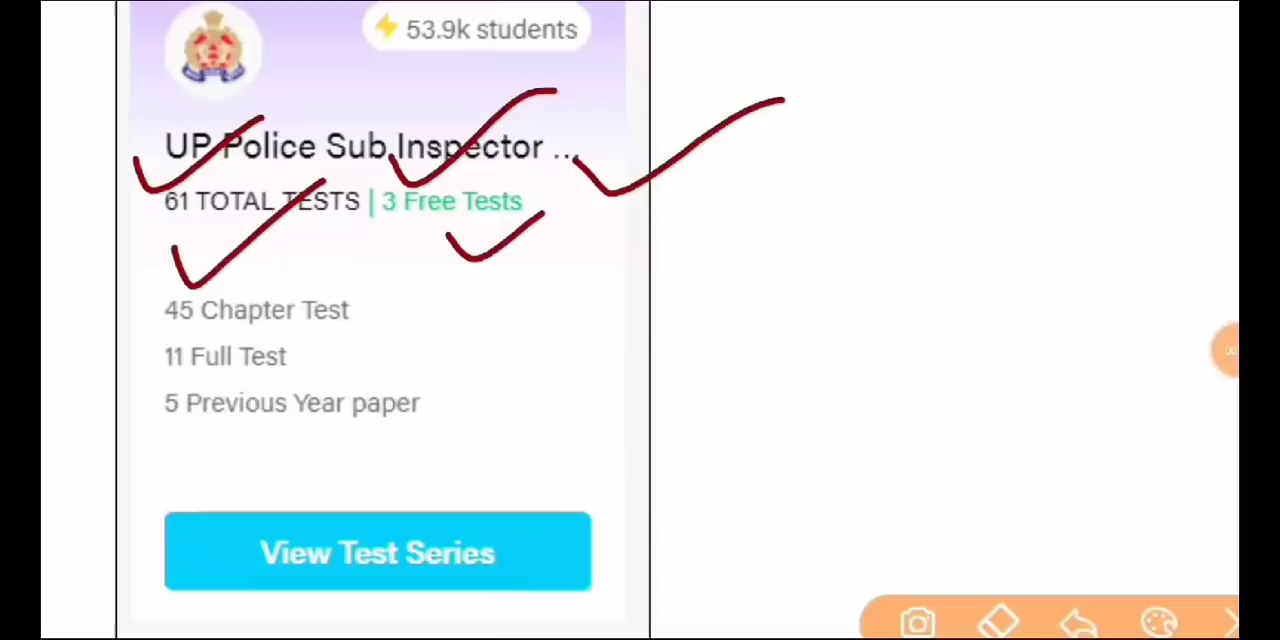 53.9k students
UP Police Sub Inspector ...
61 TOTAL TESTS | 3 Free Tests
45 Chapter Test
11 Full Test
5 Previous Year paper
View Test Series